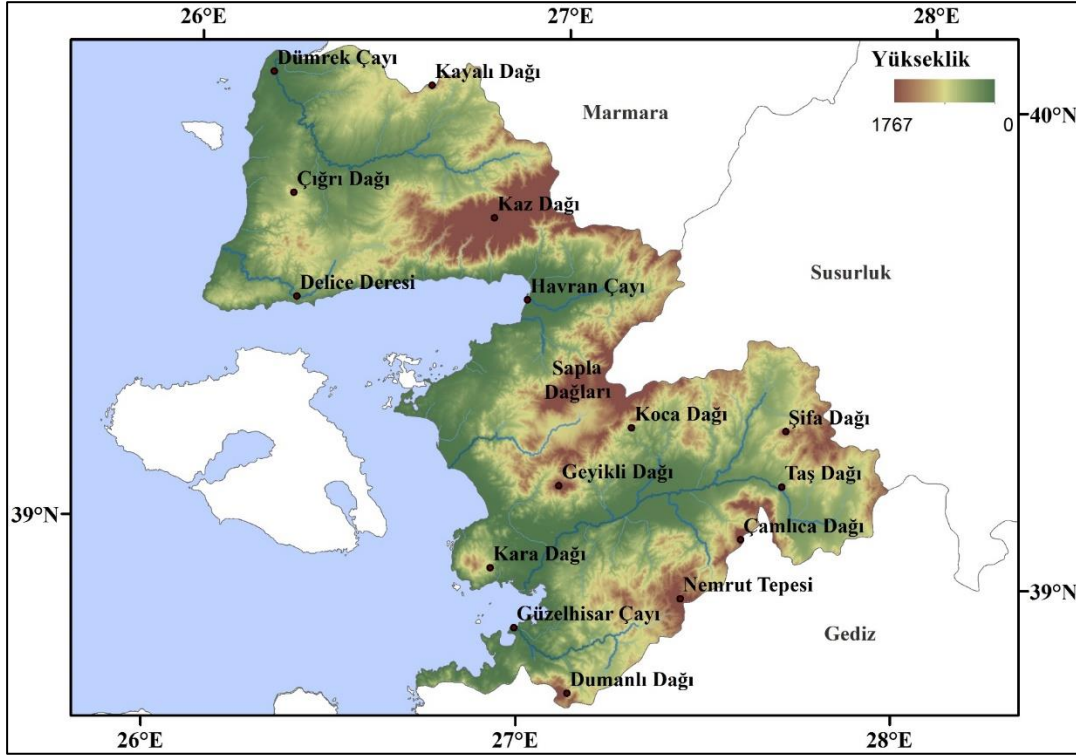 26°E
27°E
28°E
Dümrek Çayı
Kayalı Dağı
Yükseklik
1767
0
Marmara
40°N
Çığrı Dağı
Kaz Dağı
Susurluk
Delice Deresi
Havran Çayı
Sapla
Dağları
Koca Dağı
Şifa Dağı
Geyikli Dağı
Taş Dağı
39°N
Çamlıca Dağı
Kara Dağı
Nemrut Tepesi
39°N
Güzelhisar Çayı
Gediz
Dumanlı Dağı
26°E
27°E
28°E